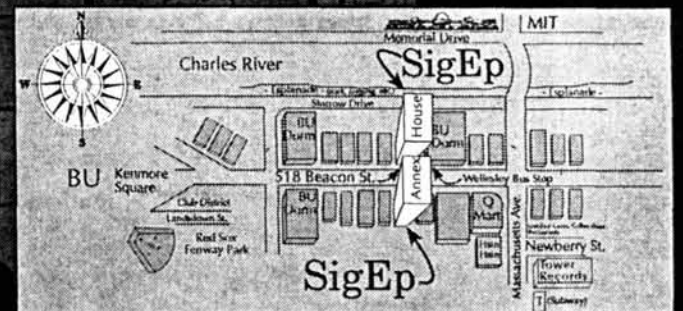 N
MIT
Memorial Drive
Charles River
SigEp
W
E
Esplanade
Esplanade
Storrow Drive
S
BU
Dorm
House
BU
Dorm
BU
Kenmore
Square
518 Beacon St.
Annex
Wellesley Bus Stop
Club District
Landsdown St.
BU
Dorm
Q
Mart
Massachusetts Ave.
Red Sox
Fenway Park
Newberry St.
SigEp
Tower
Records
T (Subway)